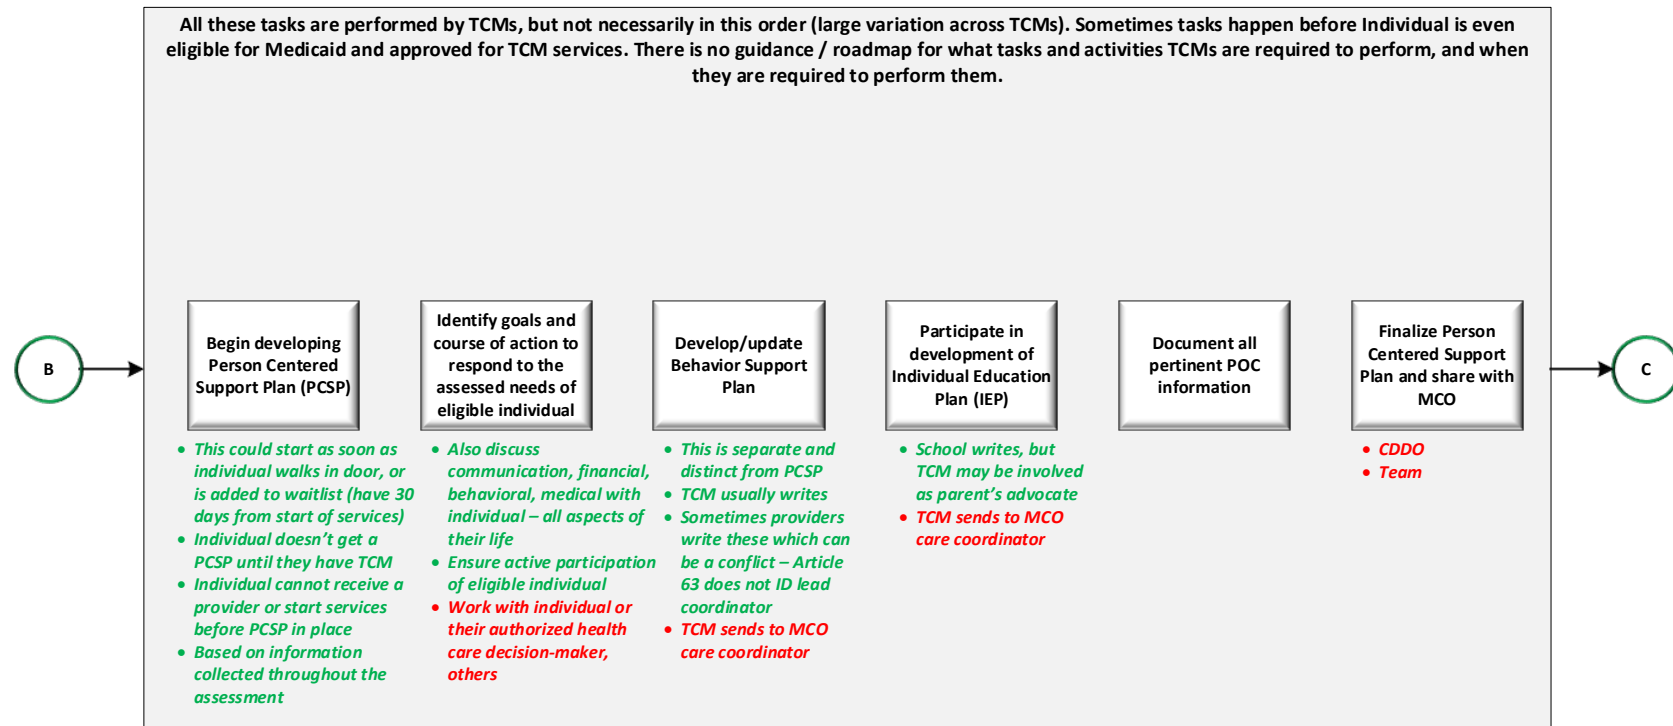 All these tasks are performed by TCMs, but not necessarily in this order (large variation across TCMs). Sometimes tasks happen before Individual is even
eligible for Medicaid and approved for TCM services. There is no guidance / roadmap for what tasks and activities TCMs are required to perform, and when
they are required to perform them.
B
Begin developing
Person Centered
Support Plan (PCSP)
• This could start as soon as
individual walks in door, or
is added to waitlist (have 30
days from start of services)
• Individual doesn't get a
PCSP until they have TCM
• Individual cannot receive a
provider or start services
before PCSP in place
• Based on information
collected throughout the
assessment
Identify goals and
course of action to
respond to the
assessed needs of
eligible individual
• Also discuss
communication, financial,
behavioral, medical with
individual – all aspects of
their life
• Ensure active participation
of eligible individual
• Work with individual or
their authorized health
care decision-maker,
others
Develop/update
Behavior Support
Plan
• This is separate and
distinct from PCSP
• TCM usually writes
• Sometimes providers
write these which can
be a conflict – Article
63 does not ID lead
coordinator
• TCM sends to MCO
care coordinator
Participate in
development of
Individual Education
Plan (IEP)
• School writes, but
TCM may be involved
as parent's advocate
• TCM sends to MCO
care coordinator
Document all
pertinent POC
information
Finalize Person
Centered Support
Plan and share with
MCO
• CDDO
• Team
C